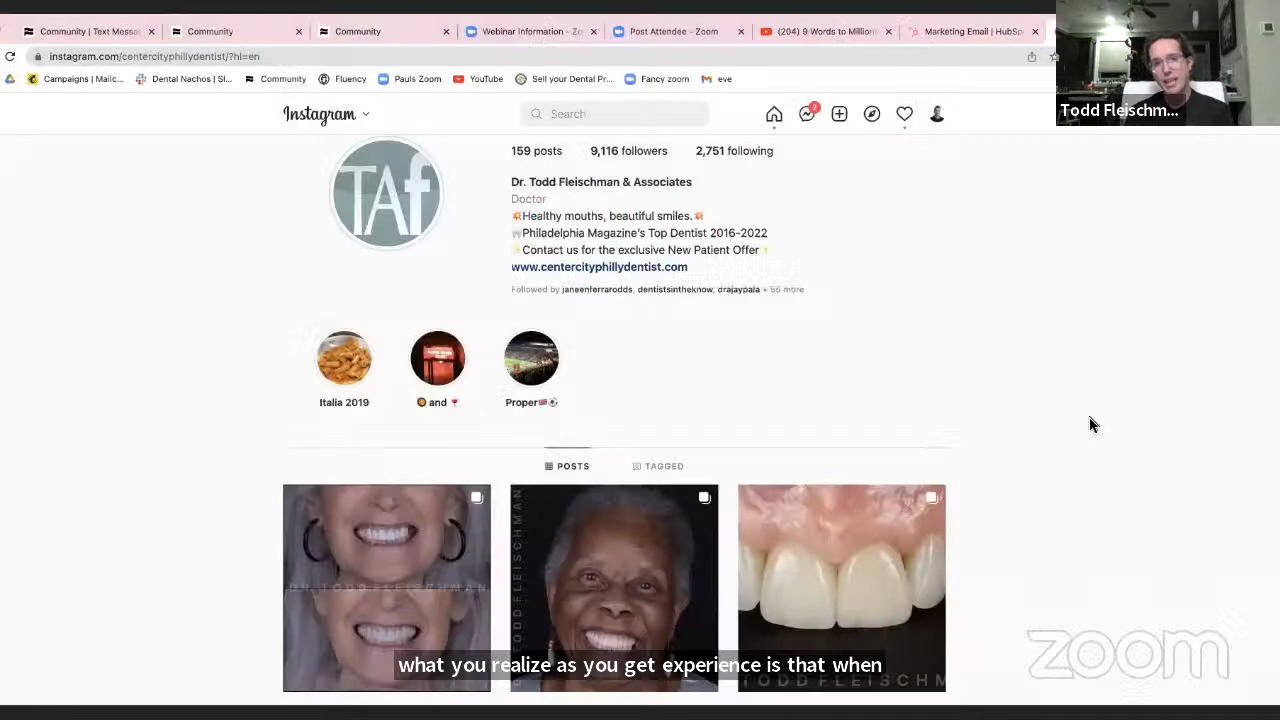 Community | Text Messa
Community
Community
Webinar Information - Zo
Post Attendee - Zoom
(204) 9 Words to Million
Marketing Email | HubSp
instagram.com/centercityphillydentist/?hl=en
Campaigns | Mailc...
Dental Nachos | Sl...
Community
Fluency
Pauls Zoom
YouTube
Sell your Dental Pr...
Fancy zoom
eve
Todd Fleischm...
Instagram
Search
2
159 posts 9,116 followers 2,751 following
TAf
Dr. Todd Fleischman & Associates
Doctor
💥Healthy mouths, beautiful smiles.💥
🦷Philadelphia Magazine's Top Dentist 2016-2022
✨Contact us for the exclusive New Patient Offer✨
www.centercityphillydentist.com
Followed by janeenferrarodds, dentistsintheknow, drajaypala + 56 more
Italia 2019
🥘 and 🍷
Proper🇬🇧⚽
POSTS
TAGGED
DR. TODD FLEISCHMAN
TODD FLEISCHMAN
TODD FLEISCHM
what you realize as you get experience is that when
zoom